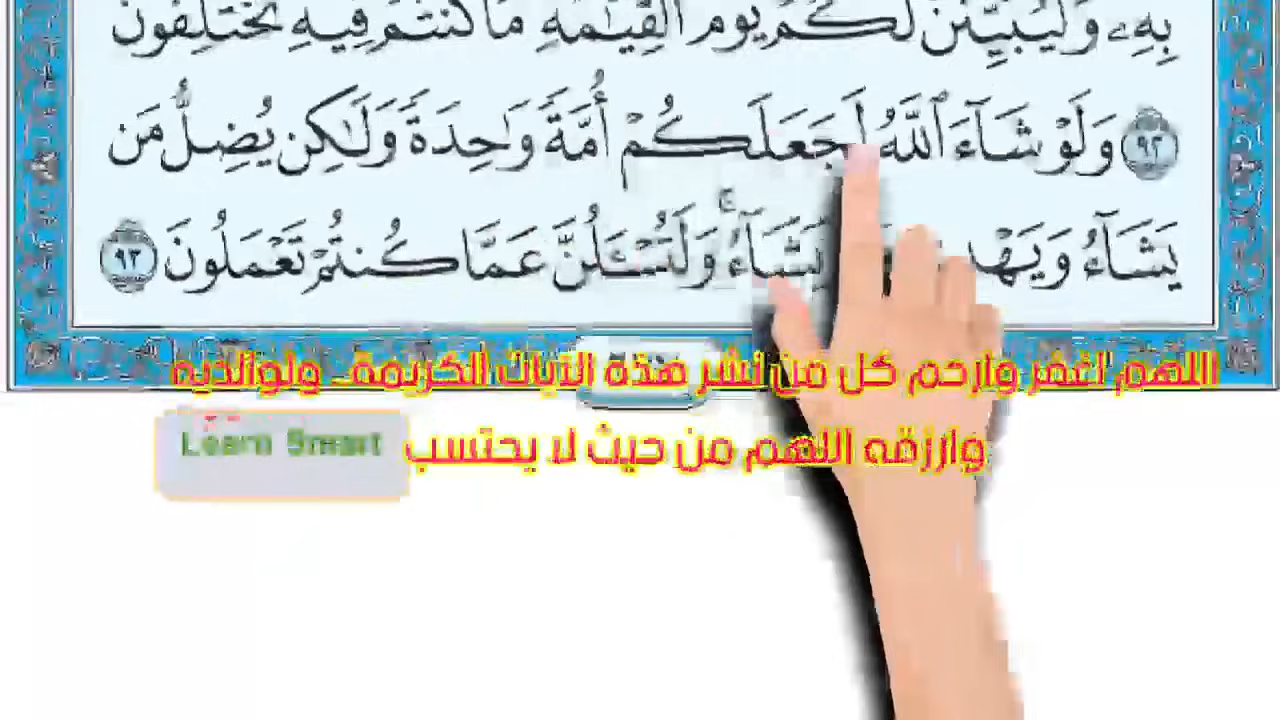 بِهِۦ وَلَيُبَيِّنَنَّ لَكُمْ يَوْمَ ٱلْقِيَـٰمَةِ مَا كُنتُمْ فِيهِ تَخْتَلِفُونَ
٩٢ وَلَوْ شَآءَ ٱللَّهُ لَجَعَلَكُمْ أُمَّةً وَٰحِدَةً وَلَـٰكِن يُضِلُّ مَن
يَشَآءُ وَيَهْدِى يَشَآءُ ۚ وَلَتُسْـَٔلُنَّ عَمَّا كُنتُمْ تَعْمَلُونَ ٩٣
اللهم اغفر وارحم كل من نشر هذه الآيات الكريمة ولوالديه
وارزقه اللهم من حيث لا يحتسب
Learn Smart